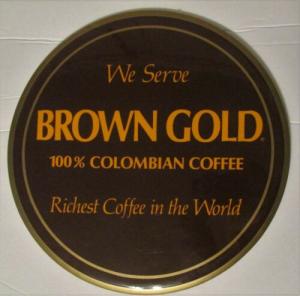 We Serve
BROWN GOLD
100% COLOMBIAN COFFEE
Richest Coffee in the World